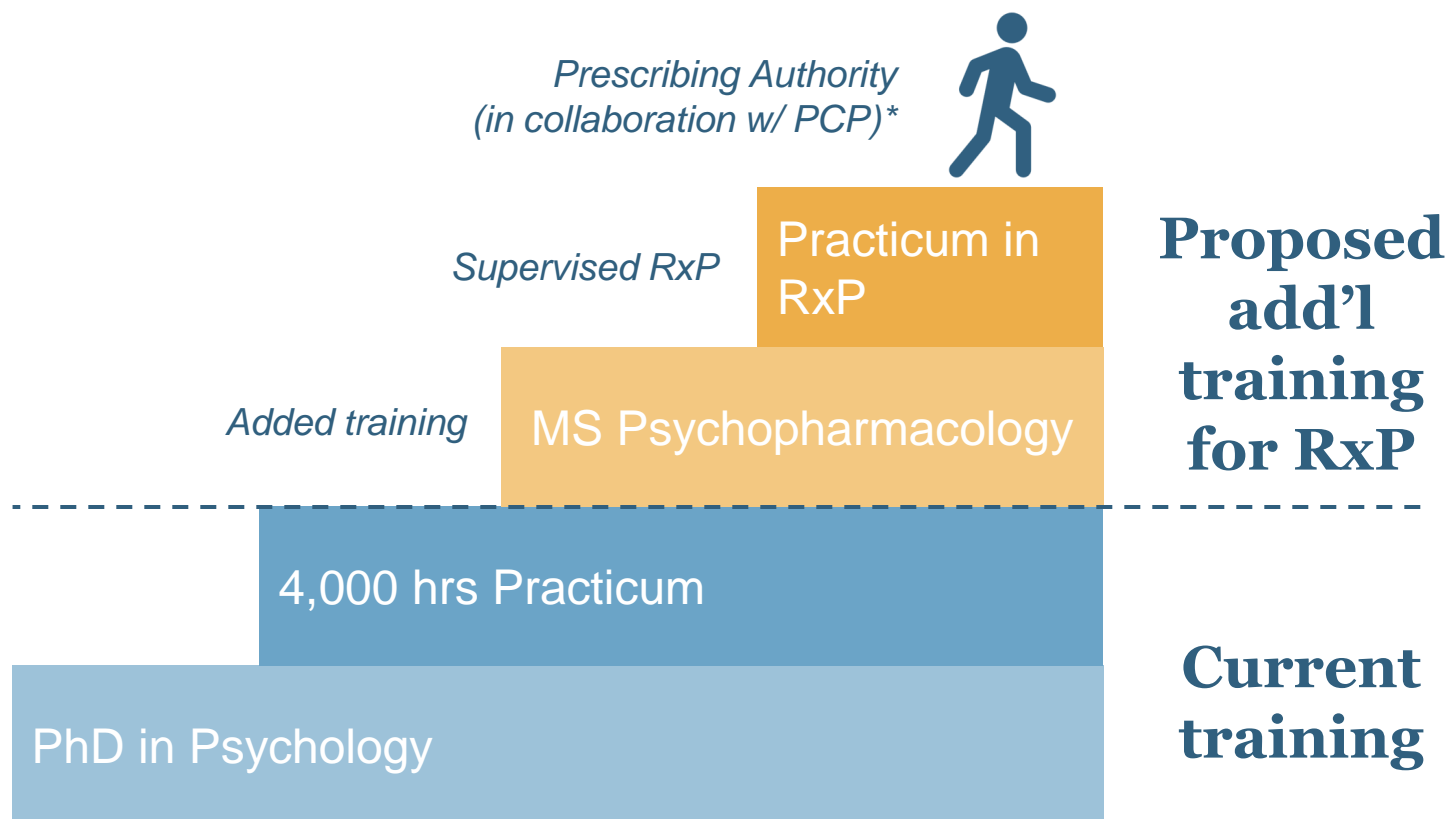 Prescribing Authority
(in collaboration w/ PCP)*
Practicum in
RxP
Supervised RxP
Proposed
add’l
training
for RxP
Added training
MS Psychopharmacology
4,000 hrs Practicum
PhD in Psychology
Current
training